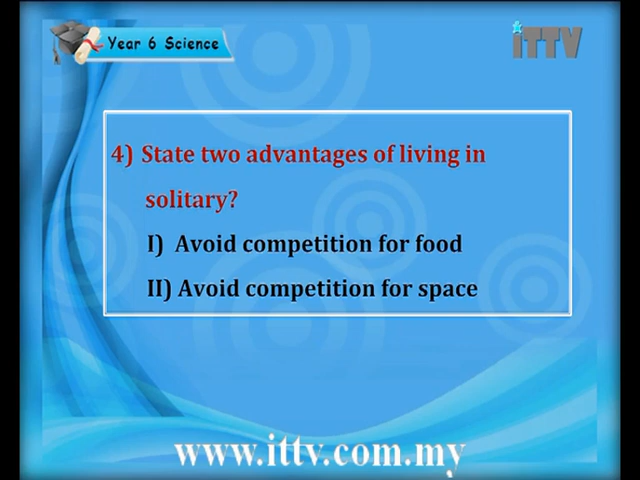 Year 6 Science
iTTV
4) State two advantages of living in
solitary?
I) Avoid competition for food
II) Avoid competition for space
www.ittv.com.my